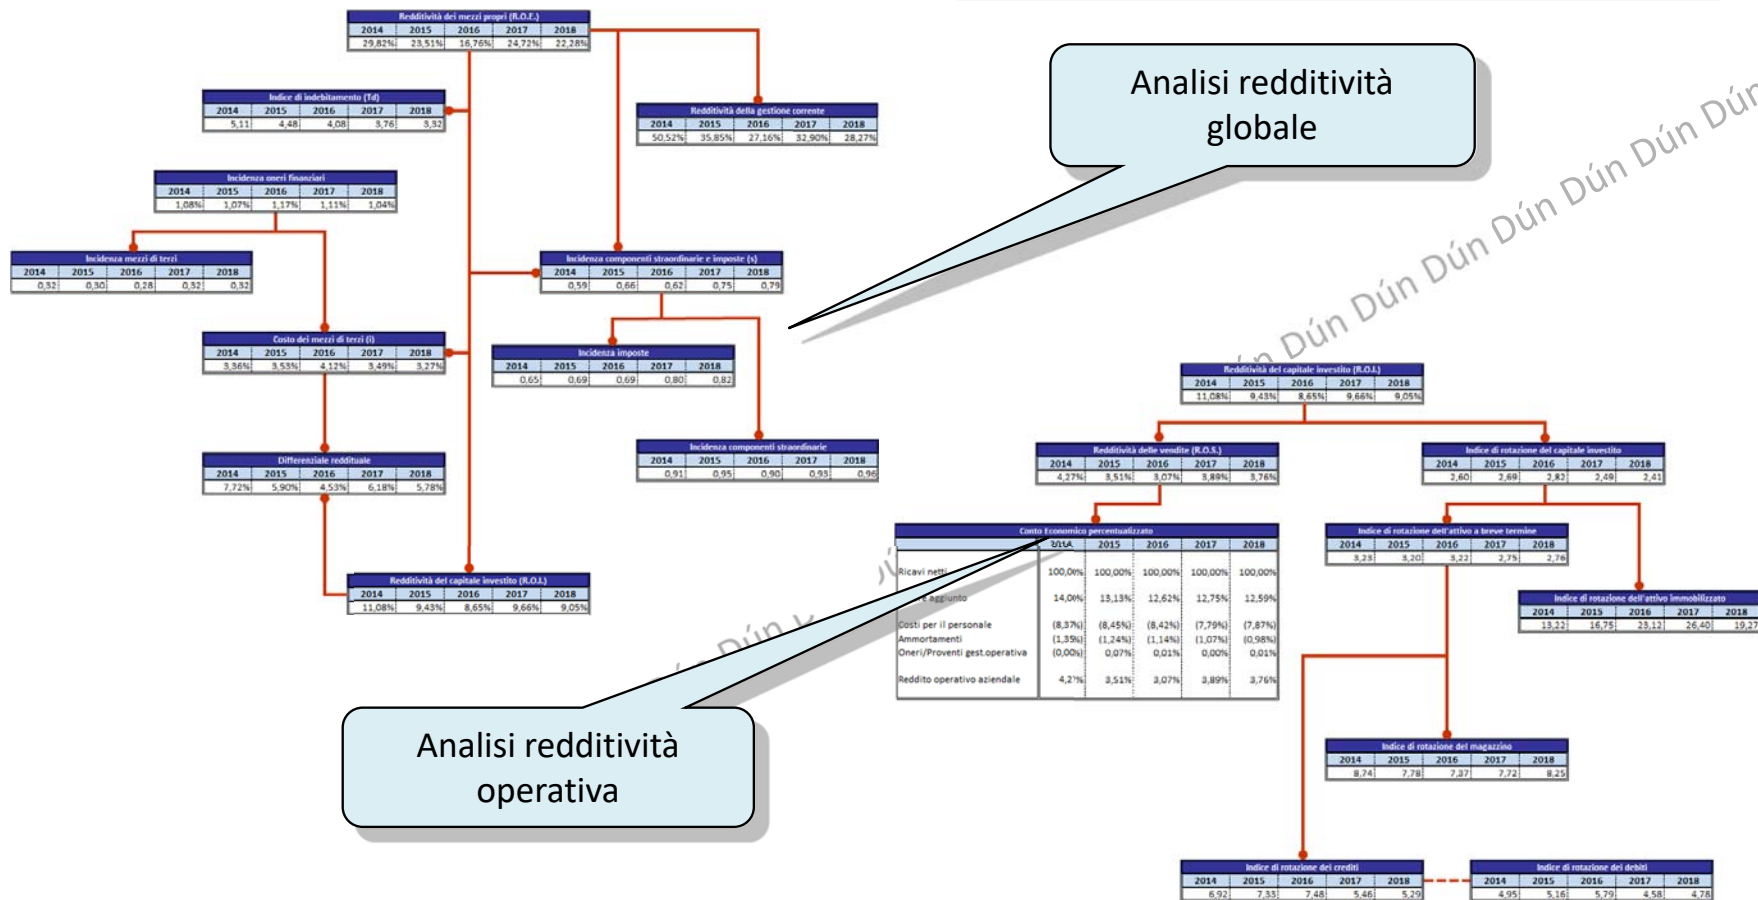 Redditività dei mezzi propri (R.O.E.)
2014 2015 2016 2017 2018
29,82% 23,51% 16,76% 24,72% 22,28%
Indice di indebitamento (Td)
2014 2015 2016 2017 2018
5,11 4,48 4,08 3,76 3,32
Redditività della gestione corrente
2014 2015 2016 2017 2018
50,52% 35,85% 27,16% 32,90% 28,27%
Analisi redditività
globale
Dún Dún Dún Dún Dún Dún Dún Dún
Incidenza oneri finanziari
2014 2015 2016 2017 2018
1,08% 1,07% 1,17% 1,11% 1,04%
Incidenza mezzi di terzi
2014 2015 2016 2017 2018
0,32 0,30 0,28 0,32 0,32
Incidenza componenti straordinarie e imposte (s)
2014 2015 2016 2017 2018
0,59 0,66 0,62 0,75 0,79
Costo dei mezzi di terzi (i)
2014 2015 2016 2017 2018
3,36% 3,53% 4,12% 3,49% 3,27%
Incidenza imposte
2014 2015 2016 2017 2018
0,65 0,69 0,69 0,80 0,82
Incidenza componenti straordinarie
2014 2015 2016 2017 2018
0,91 0,95 0,90 0,93 0,96
Differenziale reddituale
2014 2015 2016 2017 2018
7,72% 5,90% 4,53% 6,18% 5,78%
Redditività del capitale investito (R.O.I.)
2014 2015 2016 2017 2018
11,08% 9,43% 8,65% 9,66% 9,05%
Redditività del capitale investito (R.O.I.)
2014 2015 2016 2017 2018
11,08% 9,43% 8,65% 9,66% 9,05%
Redditività delle vendite (R.O.S.)
2014 2015 2016 2017 2018
4,27% 3,51% 3,07% 3,89% 3,76%
Indice di rotazione del capitale investito
2014 2015 2016 2017 2018
2,60 2,69 2,82 2,49 2,41
Conto Economico percentualizzato
2015 2016 2017 2018
Ricavi netti 100,00% 100,00% 100,00% 100,00% 100,00%
aggiunto 14,00% 13,13% 12,62% 12,75% 12,59%
Costi per il personale (8,37%) (8,45%) (8,42%) (7,79%) (7,87%)
Ammortamenti (1,35%) (1,24%) (1,14%) (1,07%) (0,98%)
Oneri/Proventi gest.operativa (0,00%) 0,07% 0,01% 0,00% 0,01%
Reddito operativo aziendale 4,27% 3,51% 3,07% 3,89% 3,76%
Indice di rotazione dell'attivo a breve termine
2014 2015 2016 2017 2018
3,23 3,20 3,22 2,75 2,76
Indice di rotazione dell'attivo immobilizzato
2014 2015 2016 2017 2018
13,22 16,75 23,12 26,40 19,27
Analisi redditività
operativa
Indice di rotazione del magazzino
2014 2015 2016 2017 2018
8,74 7,78 7,37 7,72 8,25
Indice di rotazione dei crediti
2014 2015 2016 2017 2018
6,92 7,33 7,48 5,46 5,29
Indice di rotazione dei debiti
2014 2015 2016 2017 2018
4,95 5,16 5,79 4,58 4,78